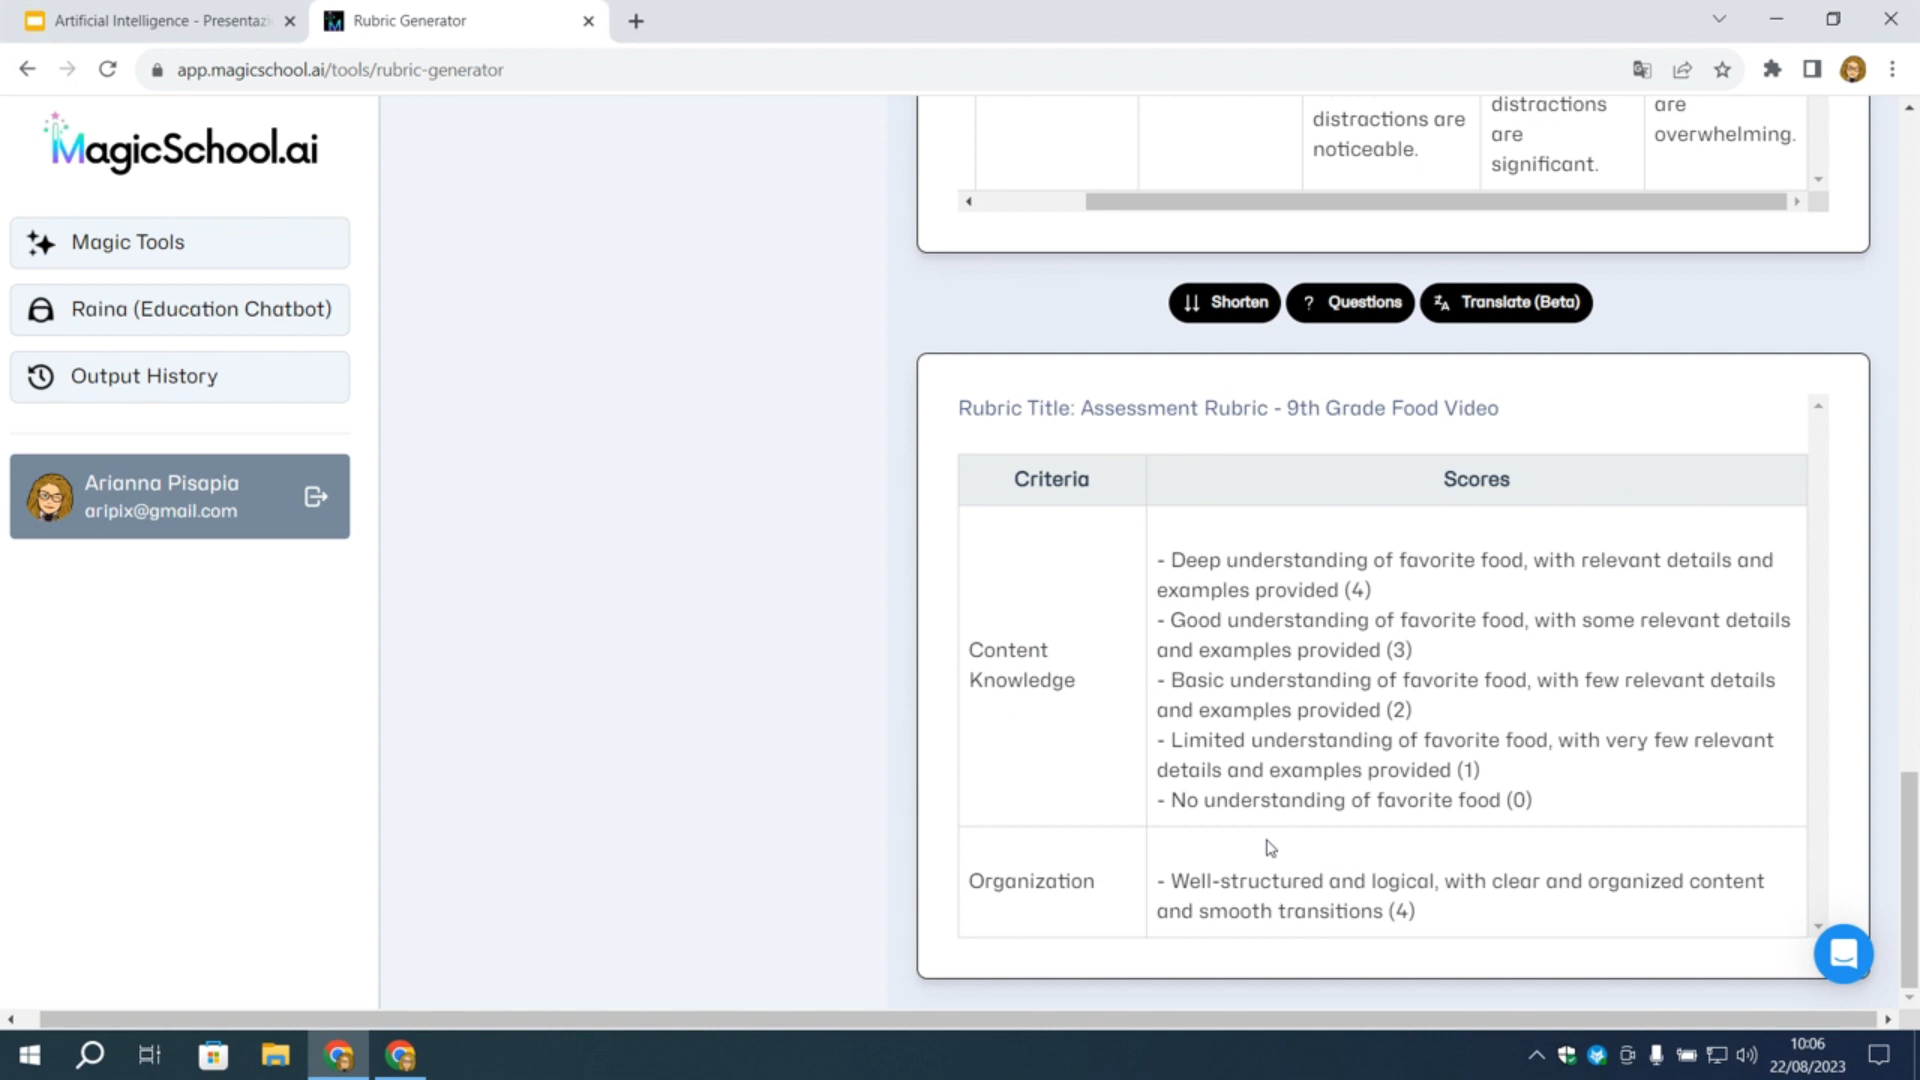 Artificial Intelligence - Presentazi
Rubric Generator
app.magicschool.ai/tools/rubric-generator
MagicSchool.ai
Magic Tools
Raina (Education Chatbot)
Output History
Arianna Pisapia
aripix@gmail.com
distractions are
noticeable.
distractions
are
significant.
are
overwhelming.
Shorten
? Questions
Translate (Beta)
Rubric Title: Assessment Rubric - 9th Grade Food Video
Criteria
Scores
Content
Knowledge
- Deep understanding of favorite food, with relevant details and
examples provided (4)
- Good understanding of favorite food, with some relevant details
and examples provided (3)
- Basic understanding of favorite food, with few relevant details
and examples provided (2)
- Limited understanding of favorite food, with very few relevant
details and examples provided (1)
- No understanding of favorite food (0)
Organization
- Well-structured and logical, with clear and organized content
and smooth transitions (4)
10:06
22/08/2023